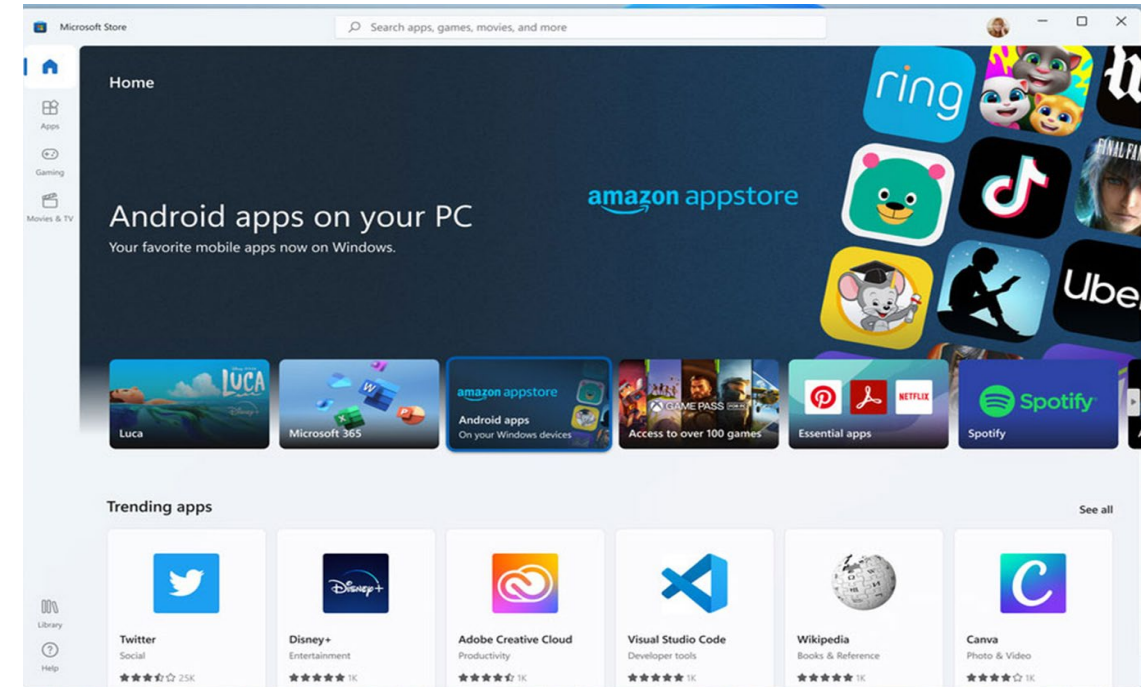 Microsoft Store
Search apps, games, movies, and more
Home
Apps
Gaming
Movies & TV
Android apps on your PC
Your favorite mobile apps now on Windows.
amazon appstore
ring
FINAL FAN
Uber
LUCA
Luca
Microsoft 365
amazon appstore
Android apps
On your Windows devices
GAME PASS
Access to over 100 games
NETFLIX
Essential apps
Spotify
Spotify
Trending apps
See all
Disney+
Twitter
Social
25K
Disney+
Entertainment
1K
Adobe Creative Cloud
Productivity
1K
Visual Studio Code
Developer tools
1K
Wikipedia
Books & Reference
1K
C
Canva
Photo & Video
1K
Library
Help